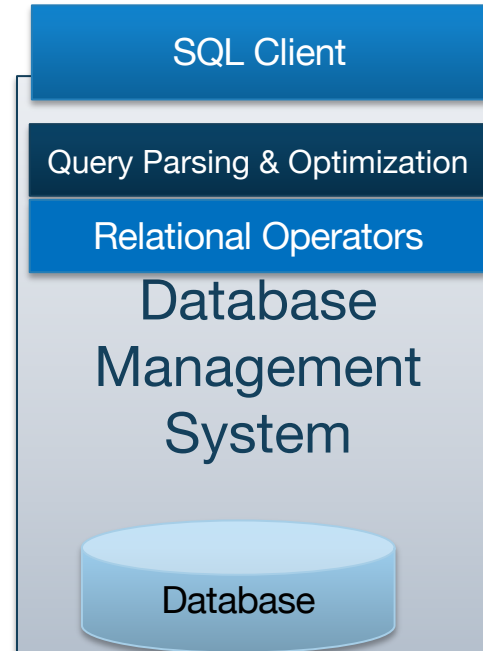 SQL Client
Query Parsing & Optimization
Relational Operators
Database
Management
System
Database